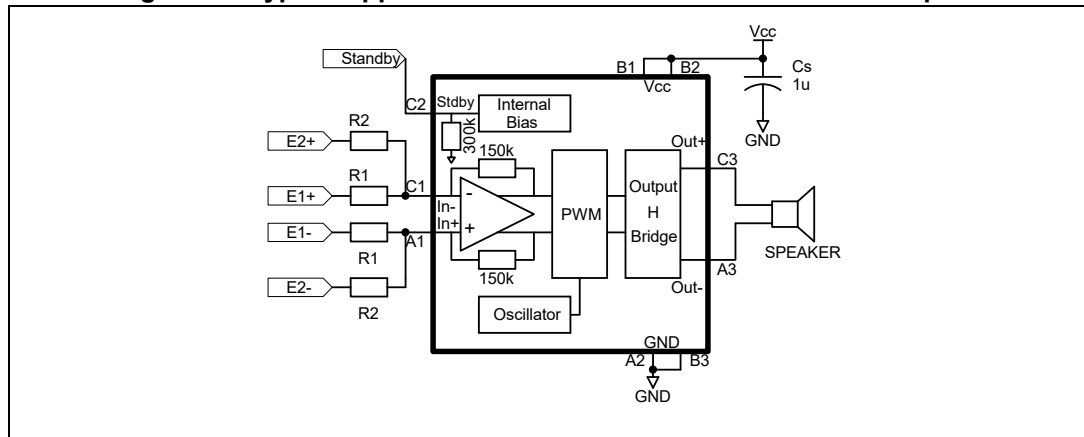 Vcc
Standby
B1
B2
Vcc
Cs
1u
GND
C2
Stdby
Internal
Bias
300k
E2+
R2
150k
Out+
C3
E1+
R1
C1
-
In-
In+
+
PWM
Output
H
Bridge
E1-
R1
A1
SPEAKER
150k
A3
Out-
E2-
R2
Oscillator
GND
A2
B3
GND